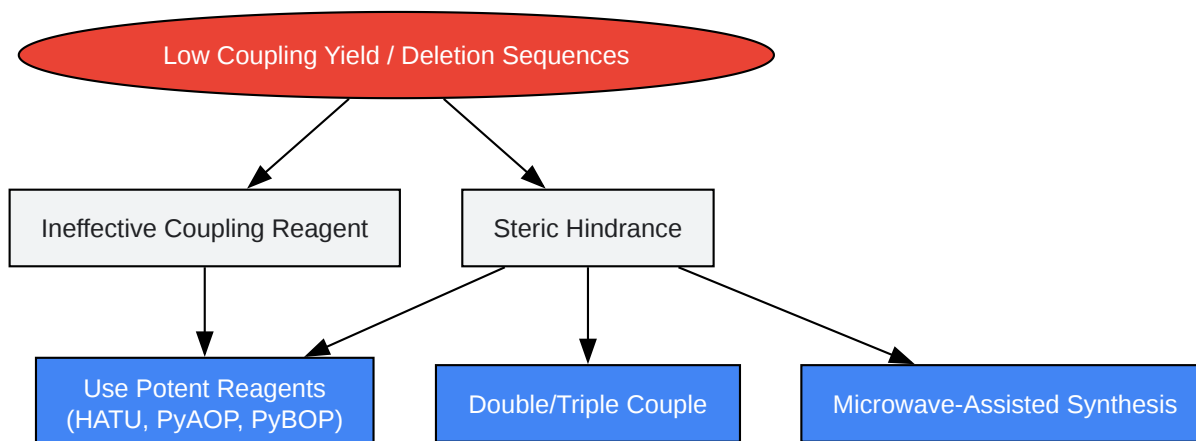 Low Coupling Yield / Deletion Sequences
Ineffective Coupling Reagent
Steric Hindrance
Use Potent Reagents
(HATU, PyAOP, PyBOP)
Double/Triple Couple
Microwave-Assisted Synthesis